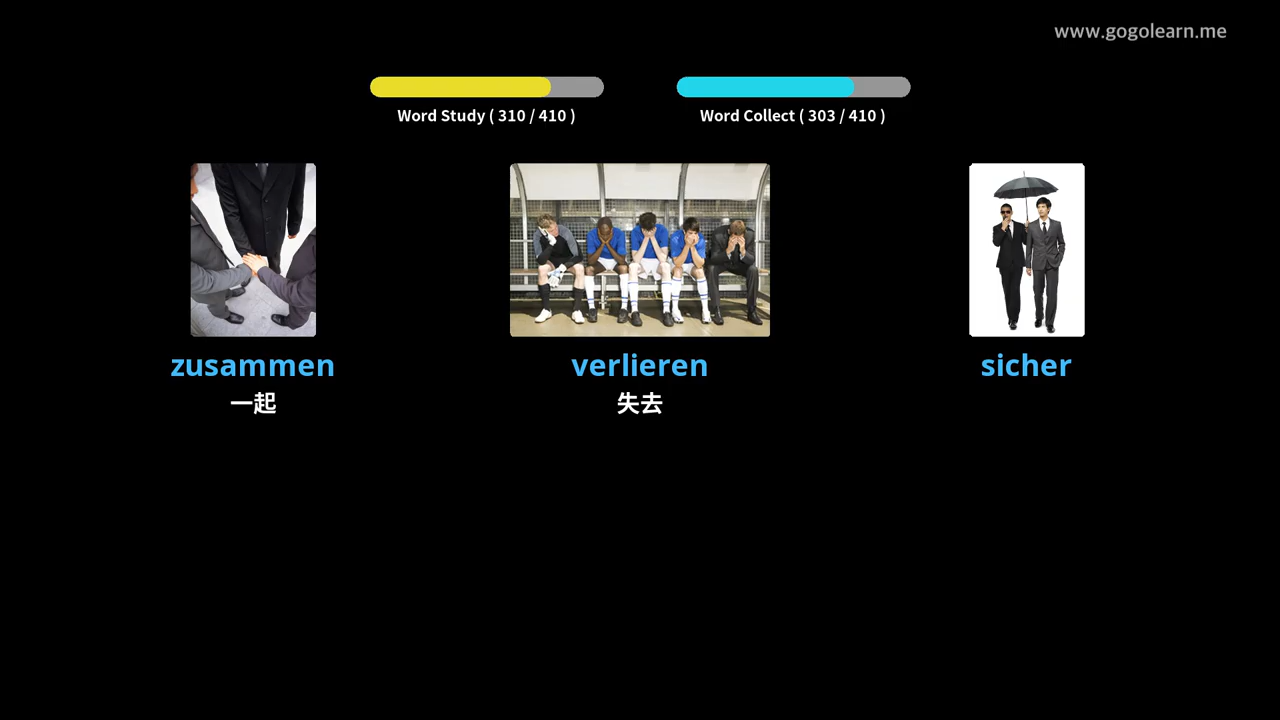 www.gogolearn.me
Word Study ( 310 / 410 )
Word Collect ( 303 / 410 )
zusammen
一起
verlieren
失去
sicher